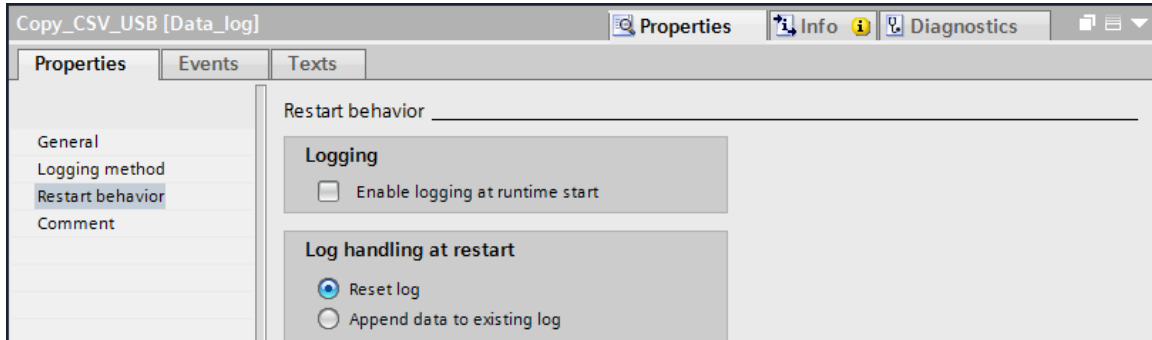 Copy_CSV_USB [Data_log]
Properties
Info
Diagnostics
Properties
Events
Texts
General
Logging method
Restart behavior
Comment
Restart behavior
Logging
Enable logging at runtime start
Log handling at restart
Reset log
Append data to existing log